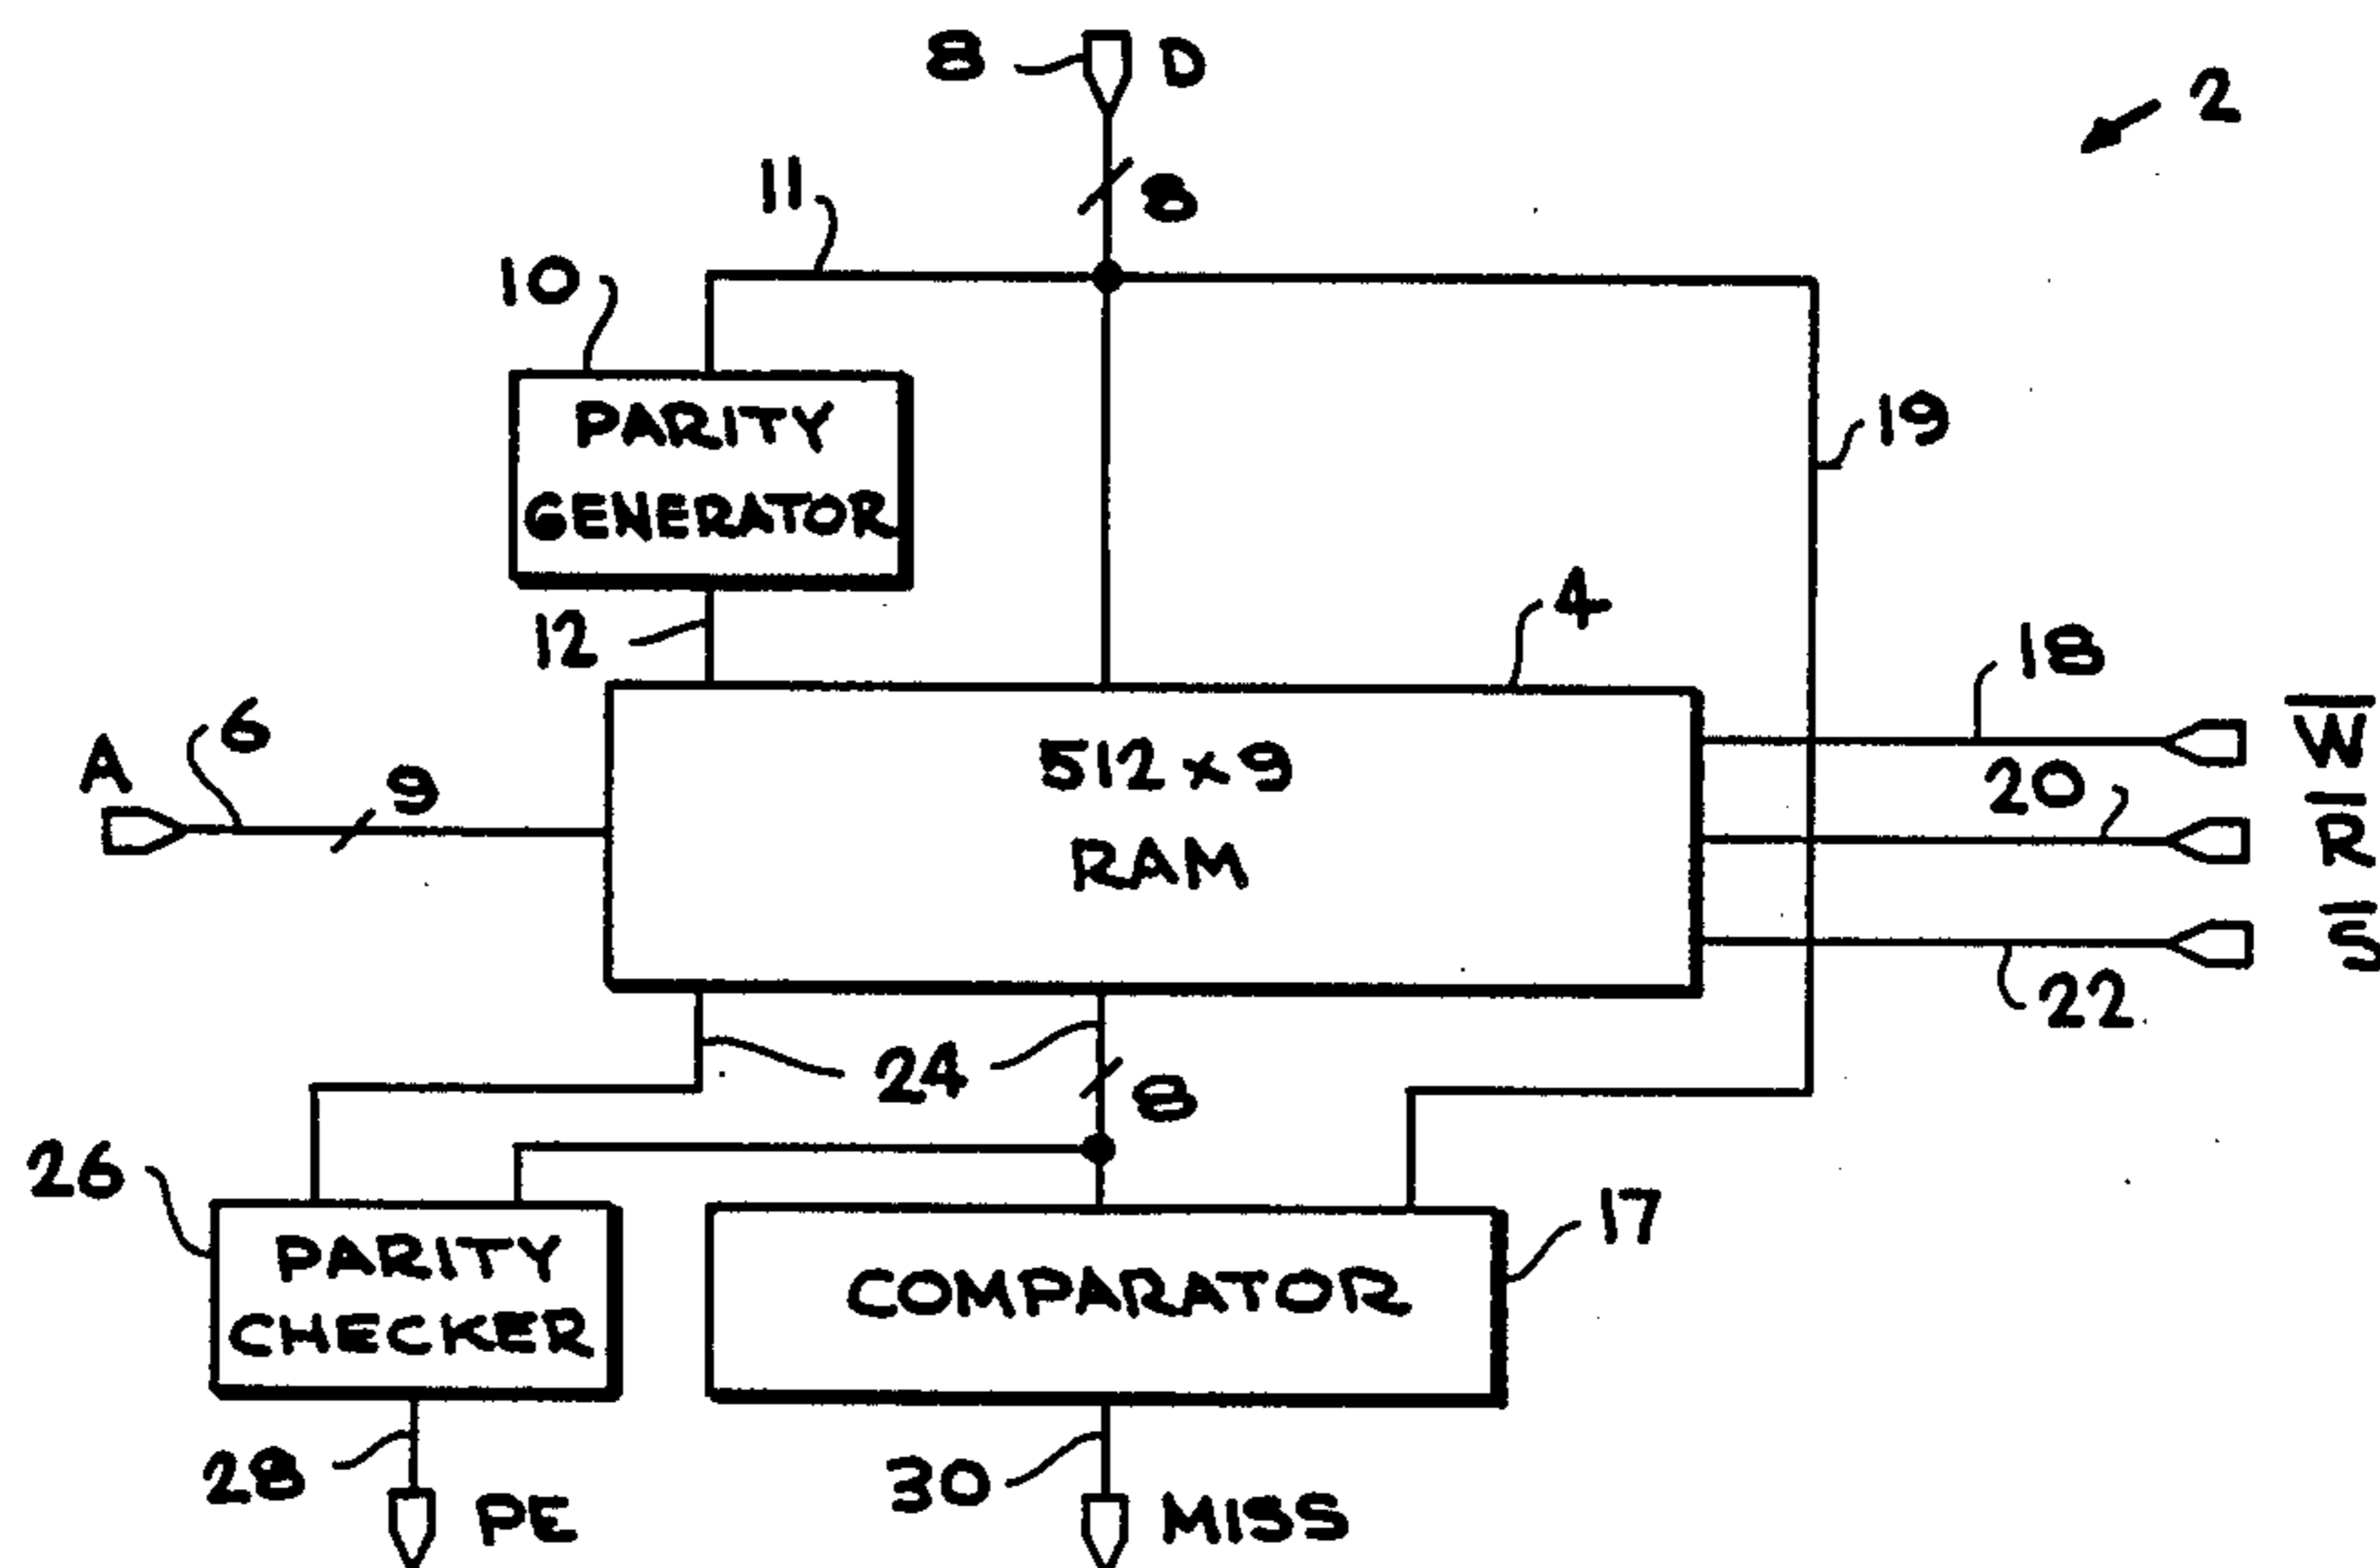 8 D
2
8
11
10
PARITY
GENERATOR
19
12
4
18
W̅
A
6
9
512 x 9
RAM
20
R̅
S̅
22
24
8
26
PARITY
CHECKER
COMPARATOR
17
28
PE
30
MISS